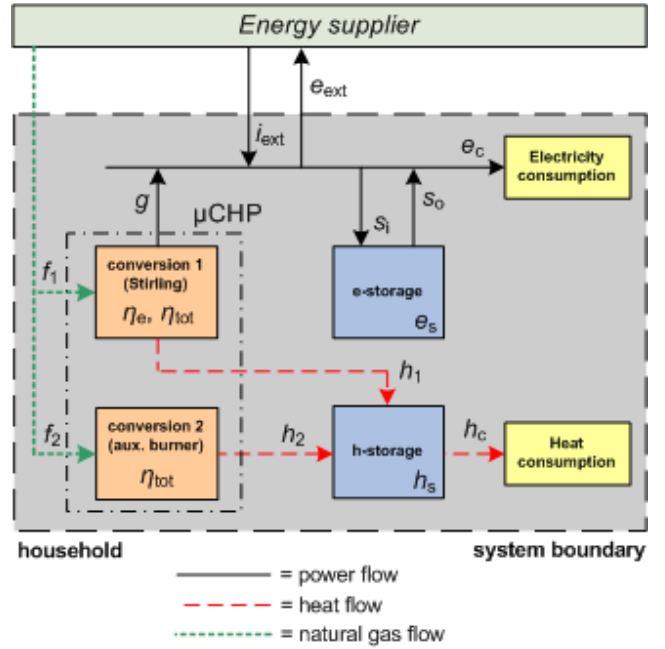 Energy supplier
e_ext
i_ext
e_c
Electricity
consumption
g
μCHP
s_i
s_o
f_1
conversion 1
(Stirling)
η_e, η_tot
e-storage
e_s
h_1
f_2
conversion 2
(aux. burner)
η_tot
h_2
h-storage
h_s
h_c
Heat
consumption
household
system boundary
= power flow
= heat flow
= natural gas flow